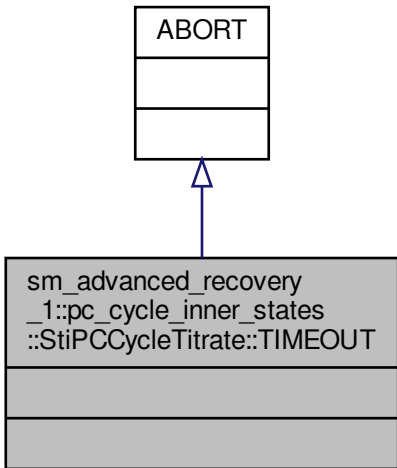 ABORT
sm_advanced_recovery
_1::pc_cycle_inner_states
::StiPCCycleTitrate::TIMEOUT